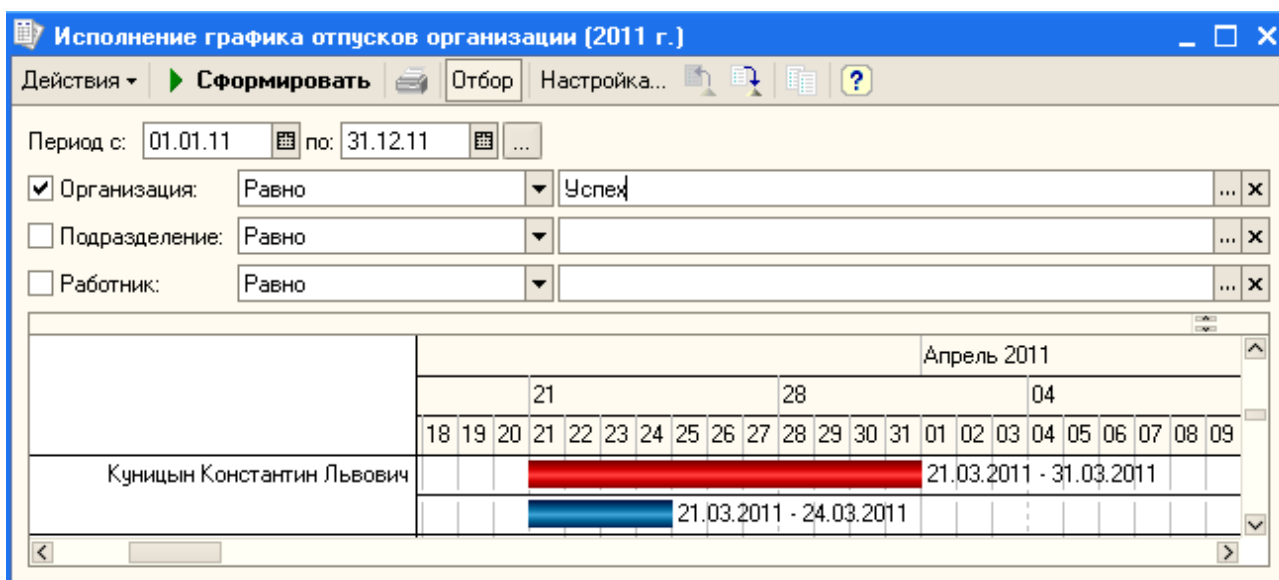 Исполнение графика отпусков организации (2011 г.)
Действия Сформировать Отбор Настройка... ?
Период с: 01.01.11 по: 31.12.11 ...
Организация: Равно Успех ... x
Подразделение: Равно ... x
Работник: Равно ... x
Апрель 2011
21 28 04
18 19 20 21 22 23 24 25 26 27 28 29 30 31 01 02 03 04 05 06 07 08 09
Куницын Константин Львович 21.03.2011 - 31.03.2011
21.03.2011 - 24.03.2011